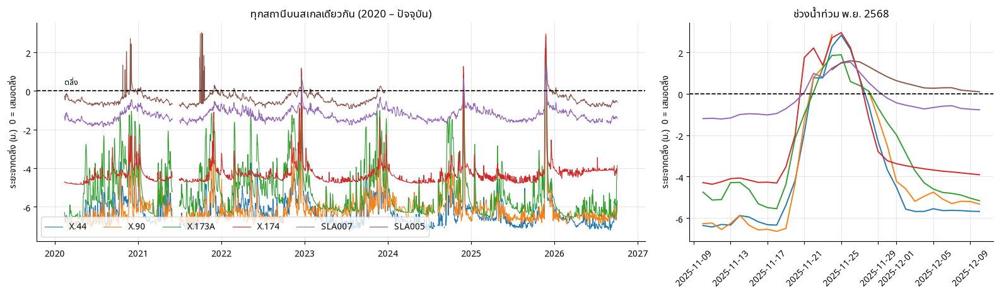 ทุกสถานีบนสเกลเดียวกัน (2020 – ปัจจุบัน)
ระยะจากตลิ่ง (ม.)  0 = เสมอตลิ่ง
2
0
-2
-4
-6
ตลิ่ง
X.44 X.90 X.173A X.174 SLA007 SLA005
2020 2021 2022 2023 2024 2025 2026 2027
ช่วงน้ำท่วม พ.ย. 2568
ระยะจากตลิ่ง (ม.)  0 = เสมอตลิ่ง
2
0
-2
-4
-6
2025-11-09 2025-11-13 2025-11-17 2025-11-21 2025-11-25 2025-11-29 2025-12-01 2025-12-05 2025-12-09